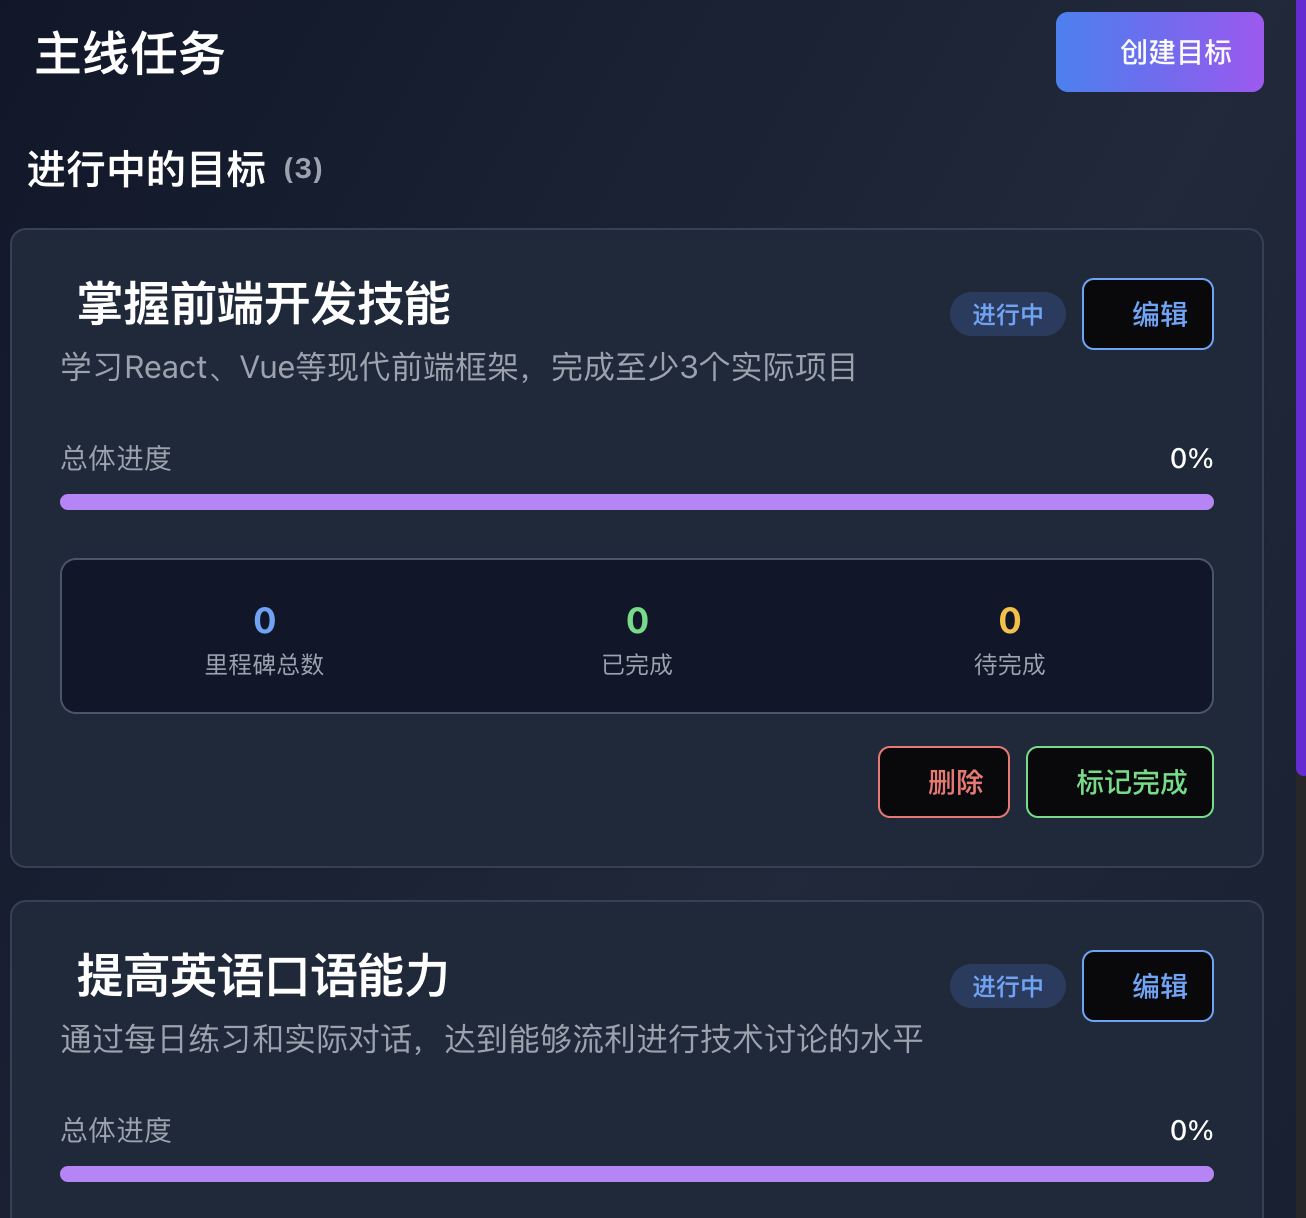 主线任务
创建目标
进行中的目标 (3)
掌握前端开发技能
进行中
编辑
学习React、Vue等现代前端框架，完成至少3个实际项目
总体进度
0%
0
0
0
里程碑总数
已完成
待完成
删除
标记完成
提高英语口语能力
进行中
编辑
通过每日练习和实际对话，达到能够流利进行技术讨论的水平
总体进度
0%